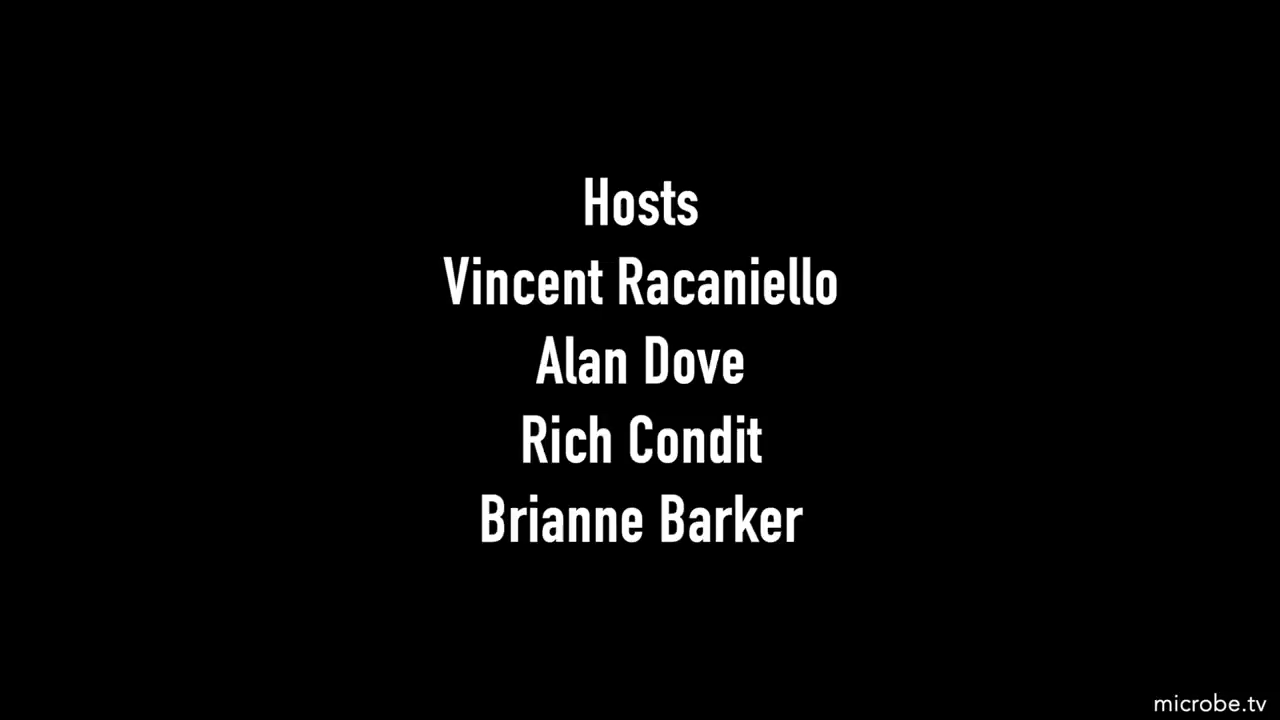 Hosts
Vincent Racaniello
Alan Dove
Rich Condit
Brianne Barker
microbe.tv